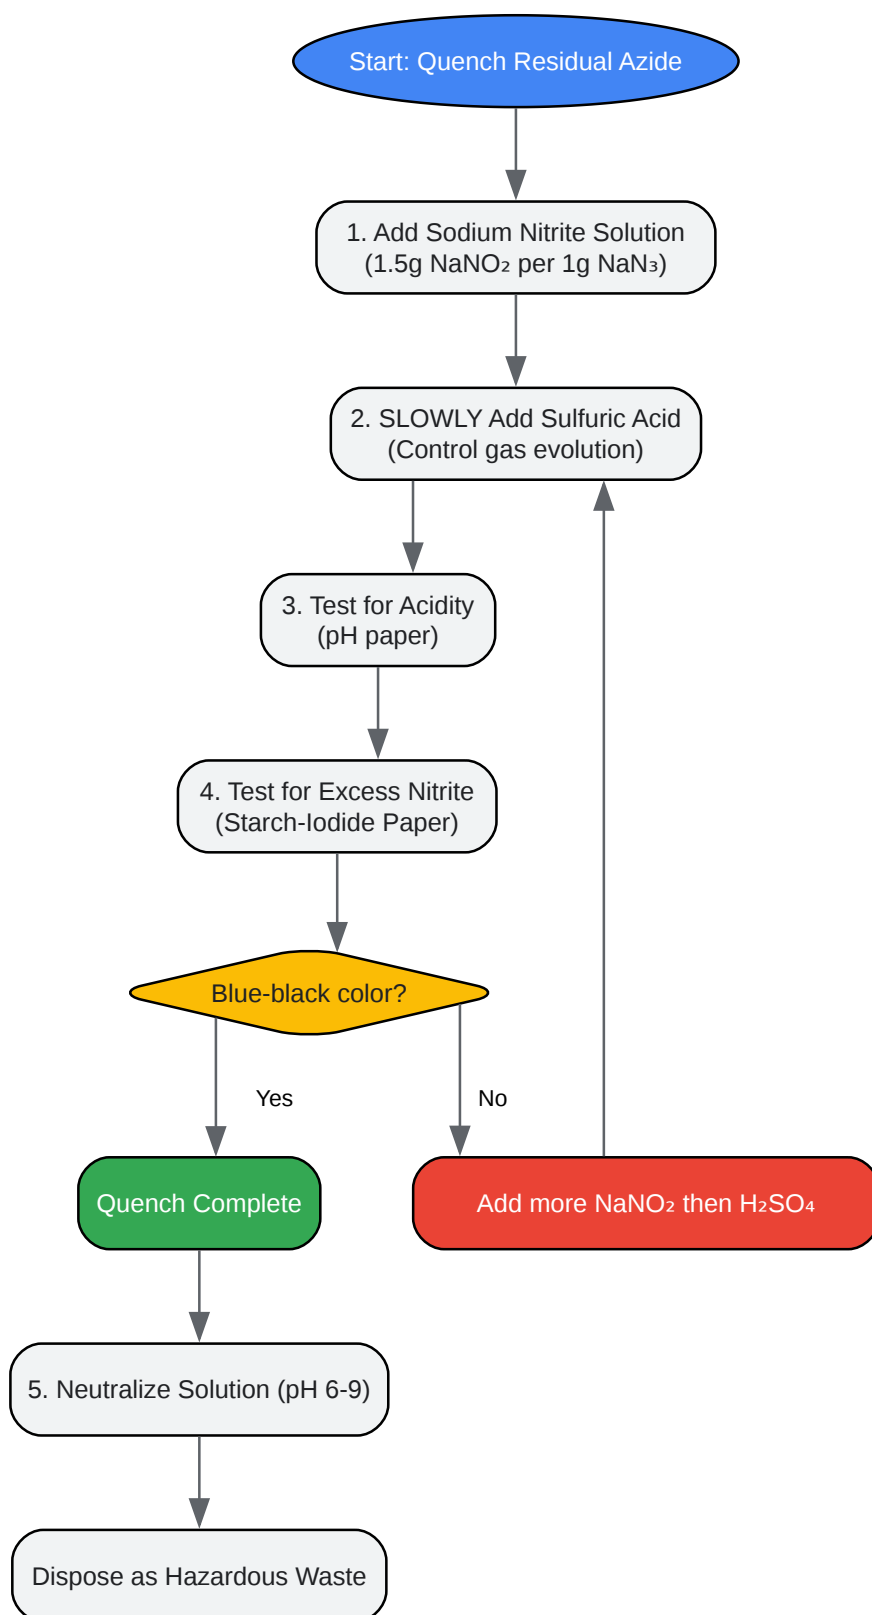 Start: Quench Residual Azide
1. Add Sodium Nitrite Solution
(1.5g NaNO₂ per 1g NaN₃)
2. SLOWLY Add Sulfuric Acid
(Control gas evolution)
3. Test for Acidity
(pH paper)
4. Test for Excess Nitrite
(Starch-Iodide Paper)
Blue-black color?
Yes
No
Quench Complete
Add more NaNO₂ then H₂SO₄
5. Neutralize Solution (pH 6-9)
Dispose as Hazardous Waste